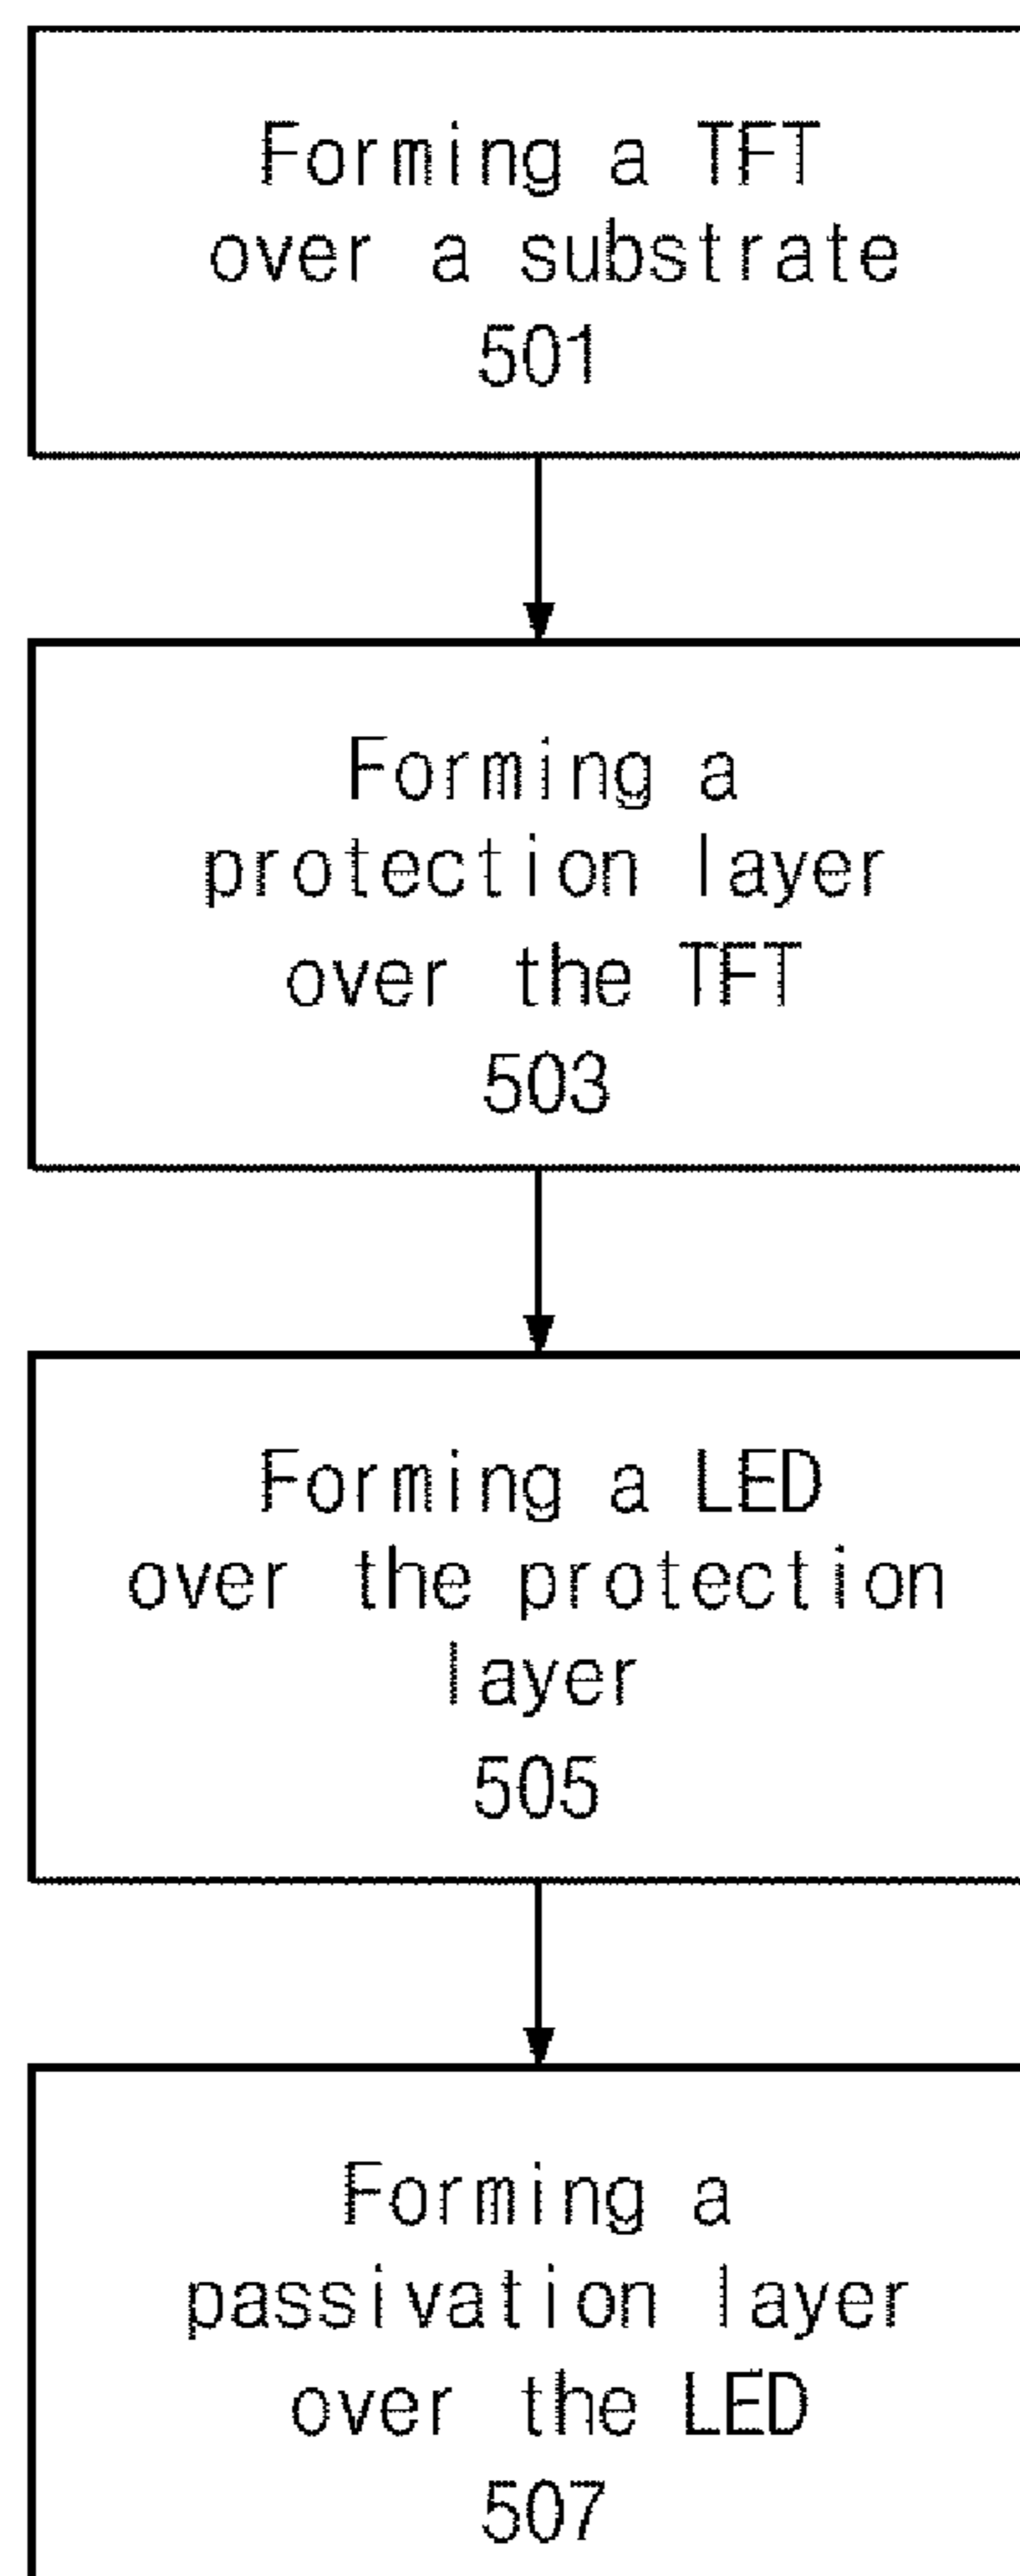 Forming a TFT
over a substrate
501
Forming a
protection layer
over the TFT
503
Forming a LED
over the protection
layer
505
Forming a
passivation layer
over the LED
507